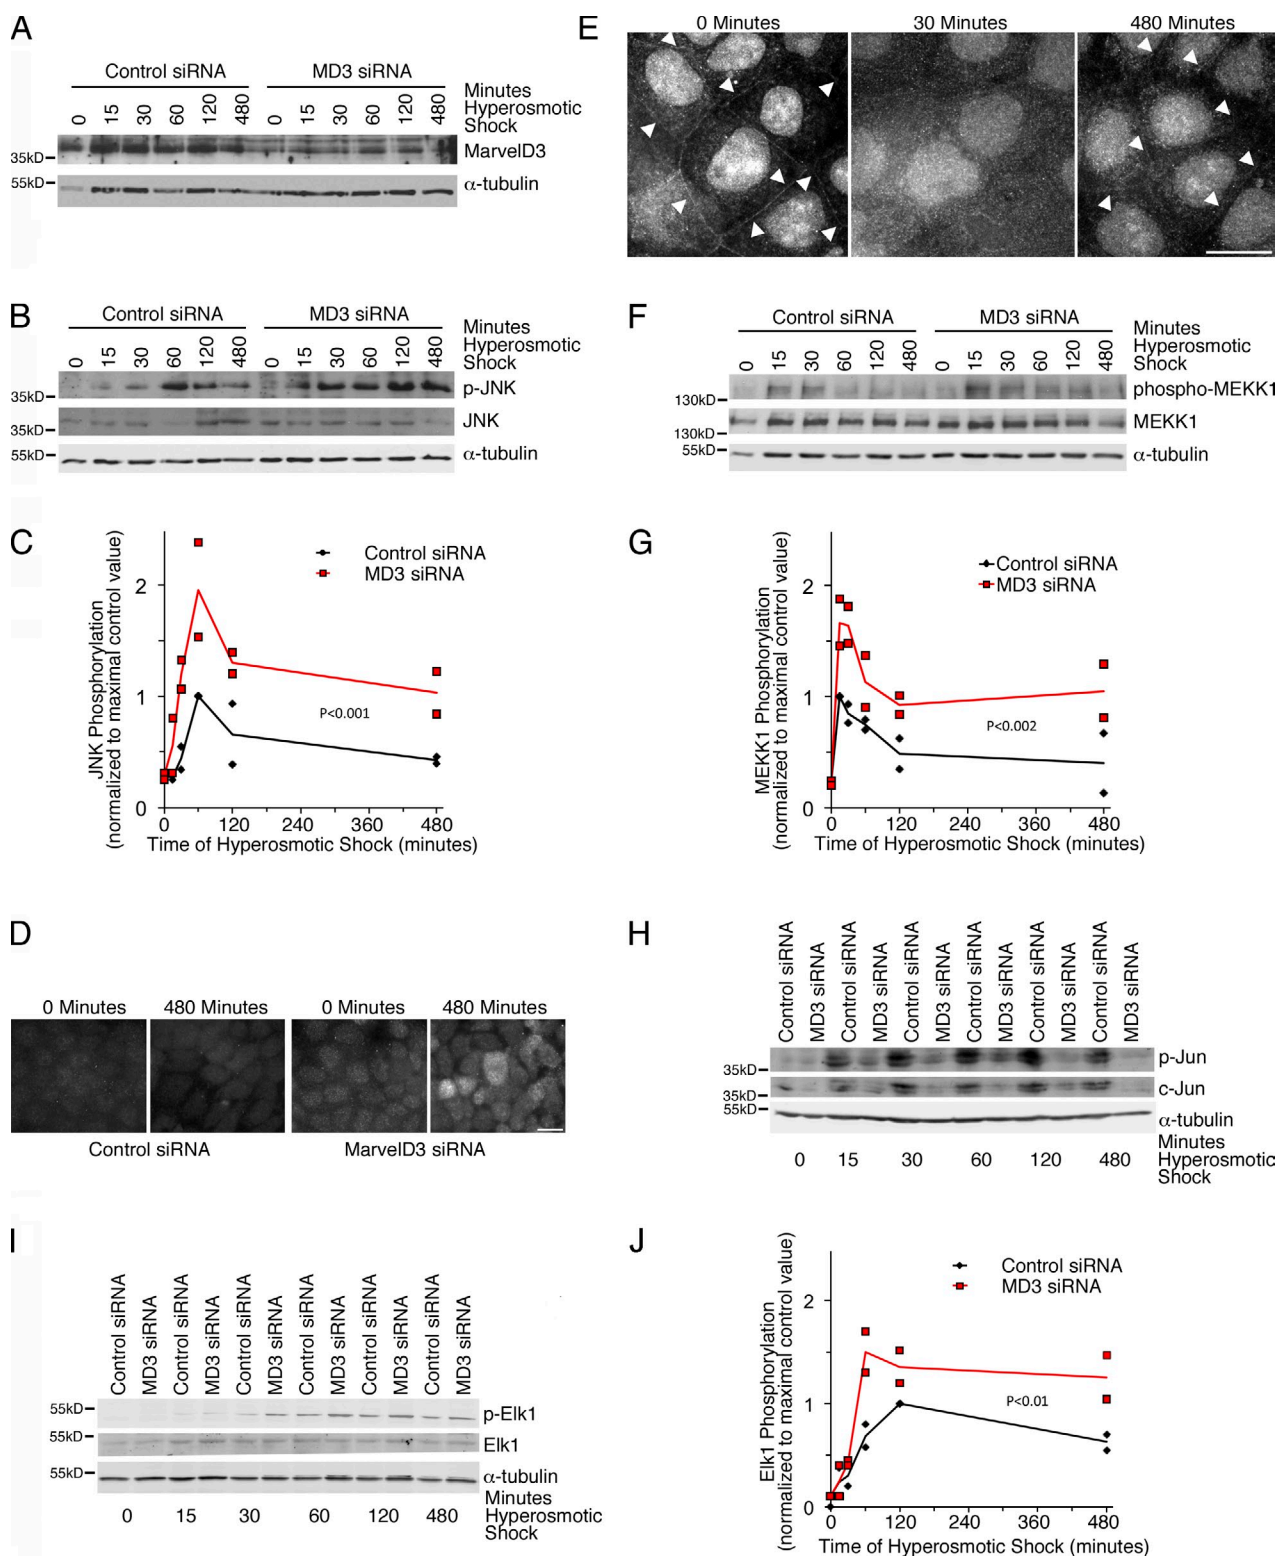 A
Control siRNA MD3 siRNA
0 15 30 60 120 480 0 15 30 60 120 480
Minutes
Hyperosmotic
Shock
35kD
MarvelD3
55kD
α-tubulin
B
Control siRNA MD3 siRNA
0 15 30 60 120 480 0 15 30 60 120 480
Minutes
Hyperosmotic
Shock
35kD
p-JNK
35kD
JNK
55kD
α-tubulin
C
JNK Phosphorylation
(normalized to maximal control value)
Control siRNA
MD3 siRNA
2
1
0
P<0.001
0 120 240 360 480
Time of Hyperosmotic Shock (minutes)
D
0 Minutes 480 Minutes 0 Minutes 480 Minutes
Control siRNA MarvelD3 siRNA
E
0 Minutes 30 Minutes 480 Minutes
F
Control siRNA MD3 siRNA
0 15 30 60 120 480 0 15 30 60 120 480
Minutes
Hyperosmotic
Shock
130kD
phospho-MEKK1
130kD
MEKK1
55kD
α-tubulin
G
MEKK1 Phosphorylation
(normalized to maximal control value)
Control siRNA
MD3 siRNA
2
1
0
P<0.002
0 120 240 360 480
Time of Hyperosmotic Shock (minutes)
H
Control siRNA MD3 siRNA Control siRNA MD3 siRNA Control siRNA MD3 siRNA Control siRNA MD3 siRNA Control siRNA MD3 siRNA Control siRNA MD3 siRNA
35kD
p-Jun
35kD
c-Jun
55kD
α-tubulin
0 15 30 60 120 480
Minutes
Hyperosmotic
Shock
I
Control siRNA MD3 siRNA Control siRNA MD3 siRNA Control siRNA MD3 siRNA Control siRNA MD3 siRNA Control siRNA MD3 siRNA Control siRNA MD3 siRNA
55kD
p-Elk1
55kD
Elk1
55kD
α-tubulin
0 15 30 60 120 480
Minutes
Hyperosmotic
Shock
J
Elk1 Phosphorylation
(normalized to maximal control value)
Control siRNA
MD3 siRNA
2
1
0
P<0.01
0 120 240 360 480
Time of Hyperosmotic Shock (minutes)